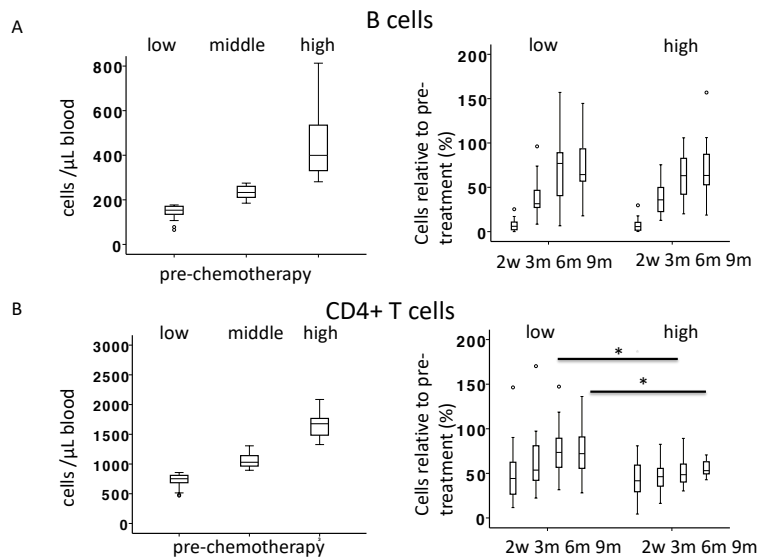 A
B cells
low middle high
800
600
400
200
0
cells /µL blood
pre-chemotherapy
low high
200
150
100
50
0
Cells relative to pre-
treatment (%)
2w 3m 6m 9m 2w 3m 6m 9m
B
CD4+ T cells
low middle high
3000
2500
2000
1500
1000
500
0
cells /µL blood
pre-chemotherapy
low high
200
150
100
50
0
Cells relative to pre-
treatment (%)
*
*
2w 3m 6m 9m 2w 3m 6m 9m